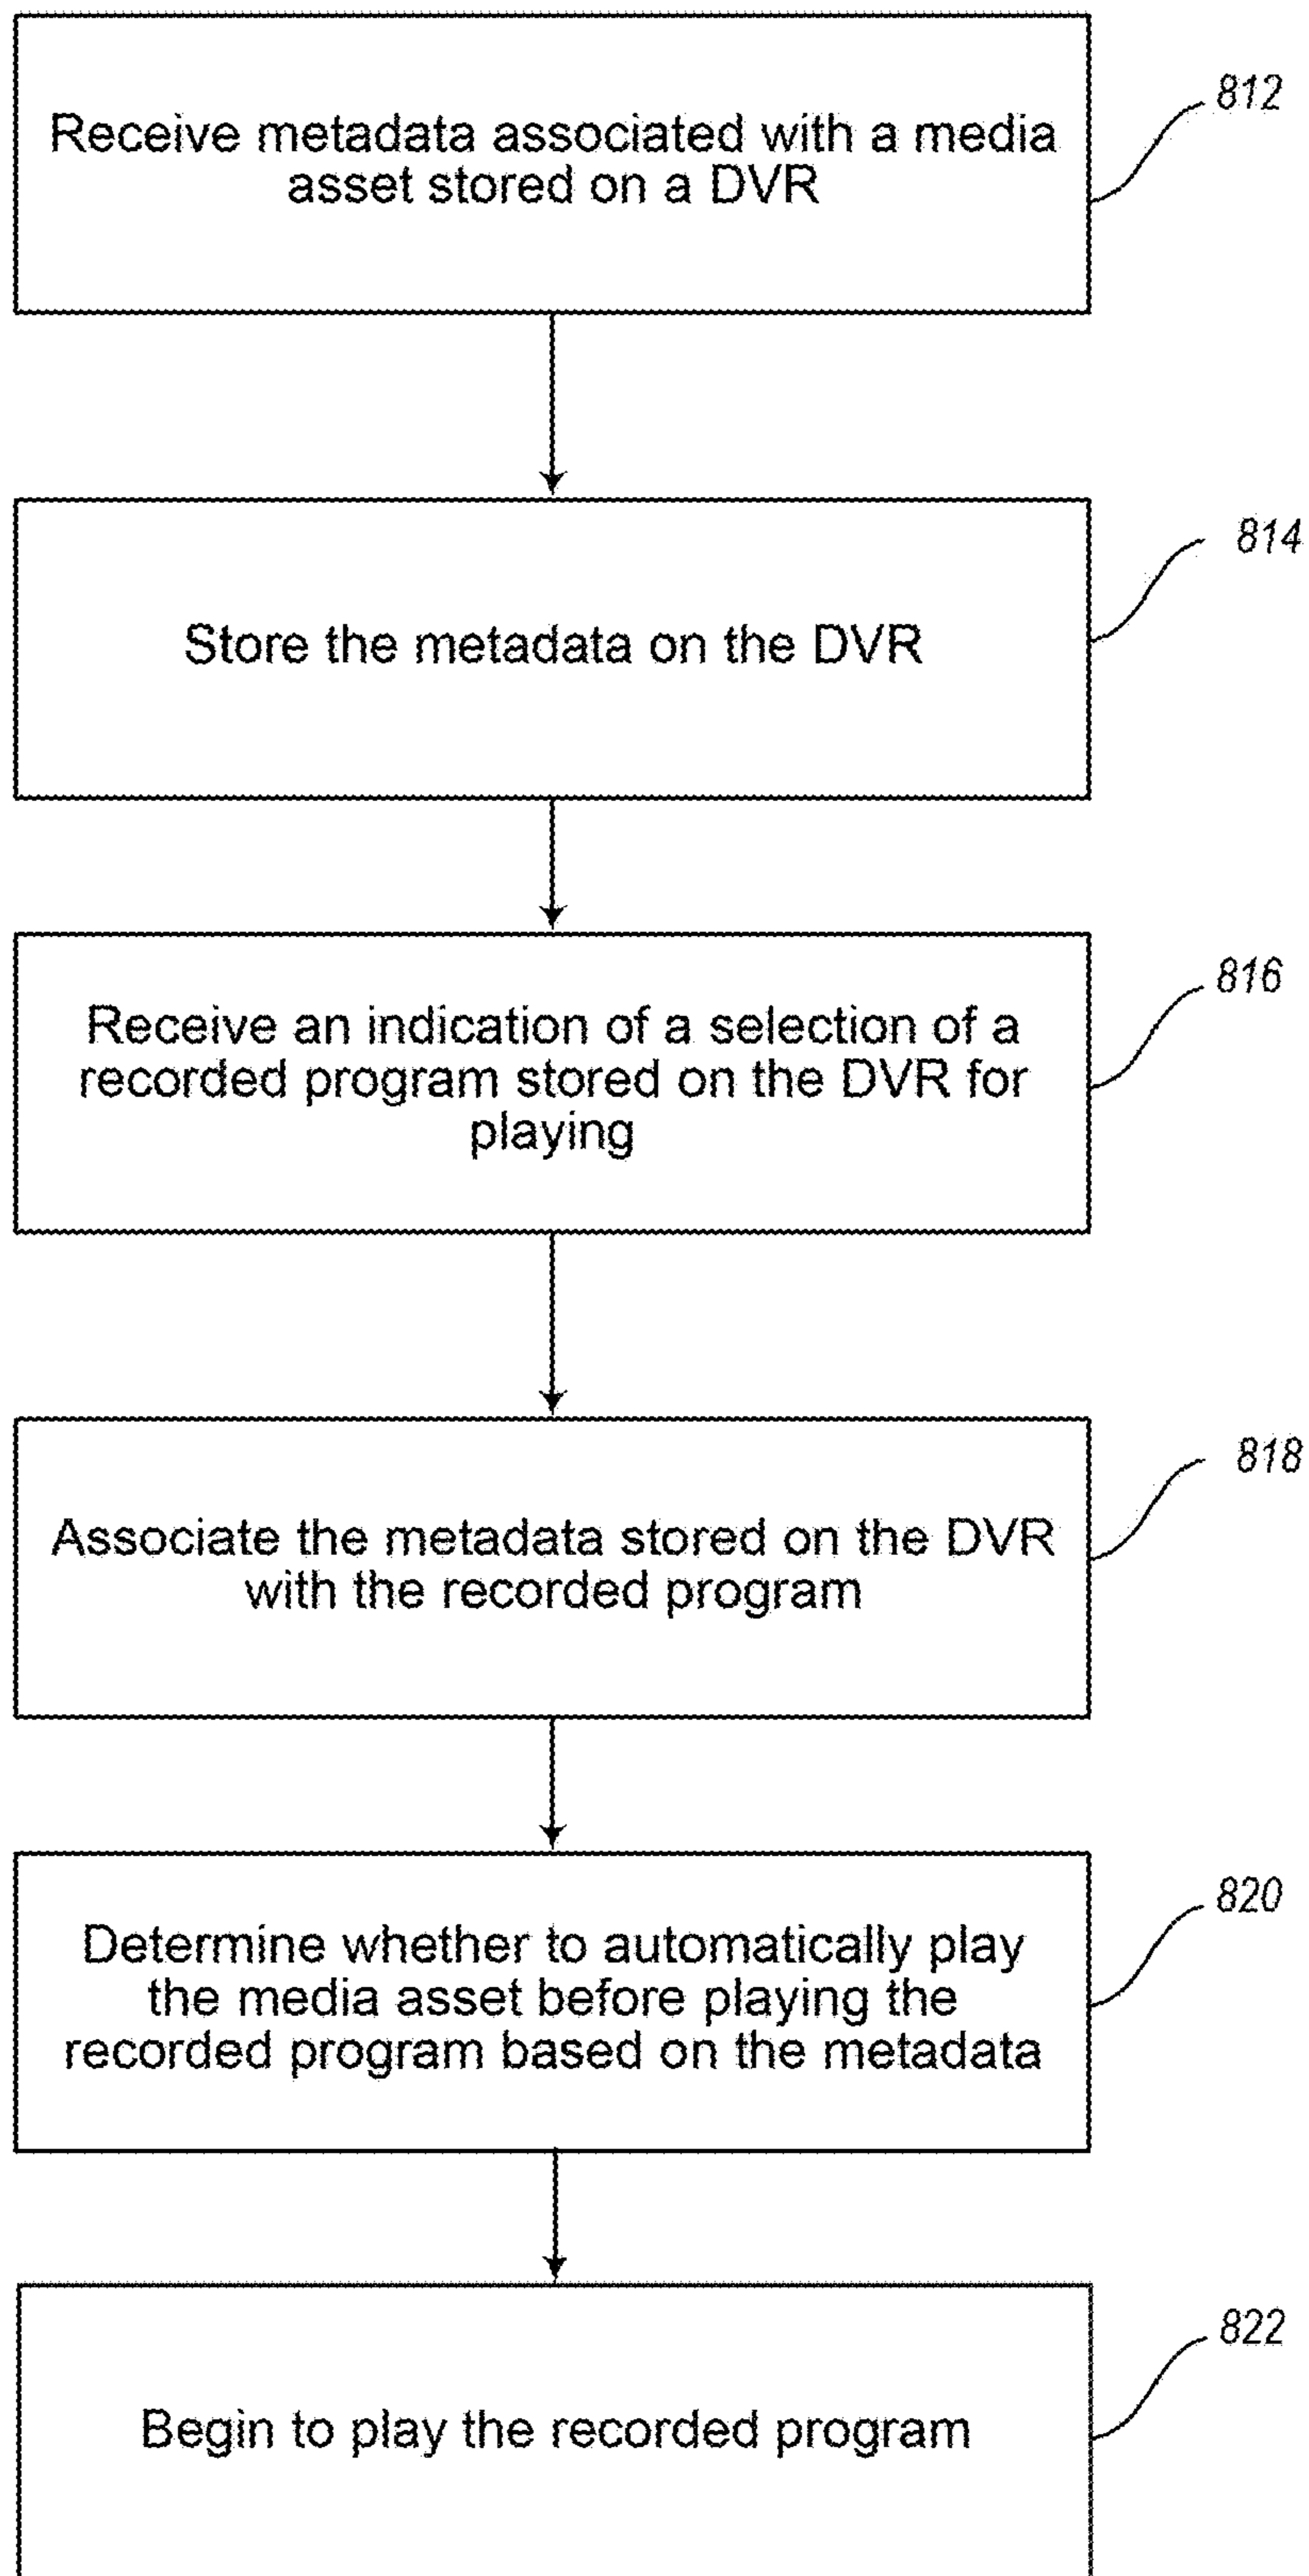 Receive metadata associated with a media
asset stored on a DVR
812
Store the metadata on the DVR
814
Receive an indication of a selection of a
recorded program stored on the DVR for
playing
816
Associate the metadata stored on the DVR
with the recorded program
818
Determine whether to automatically play
the media asset before playing the
recorded program based on the metadata
820
Begin to play the recorded program
822